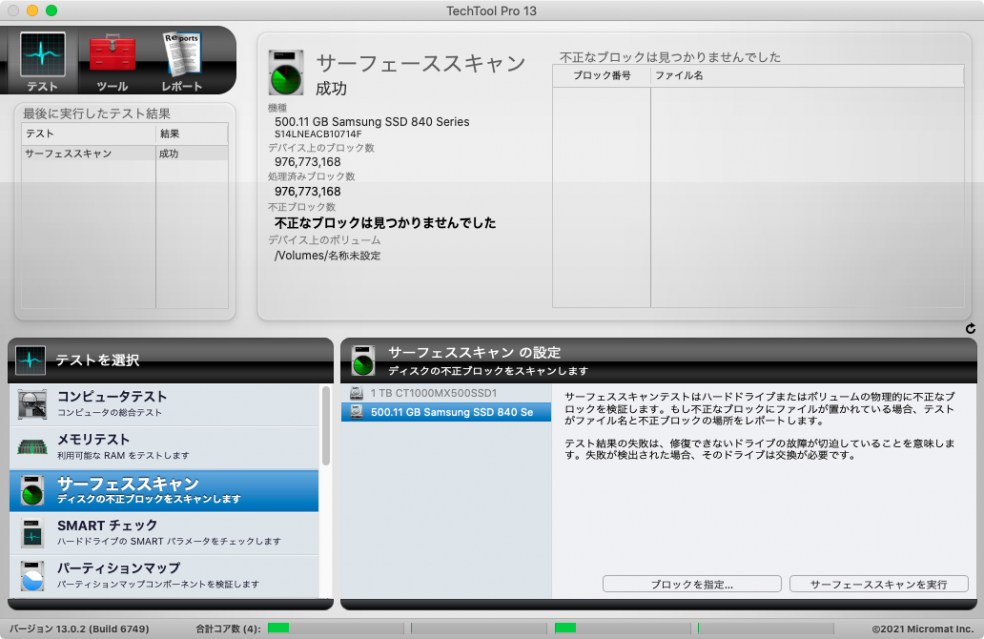 TechTool Pro 13
テスト
ツール
Reports
レポート
最後に実行したテスト結果
テスト 結果
サーフェススキャン 成功
サーフェーススキャン
成功
機種
500.11 GB Samsung SSD 840 Series
S14LNEACB10714F
デバイス上のブロック数
976,773,168
処理済みブロック数
976,773,168
不正ブロック数
不正なブロックは見つかりませんでした
デバイス上のボリューム
/Volumes/名称未設定
不正なブロックは見つかりませんでした
ブロック番号 ファイル名
テストを選択
コンピュータテスト
コンピュータの総合テスト
メモリテスト
利用可能な RAM をテストします
サーフェススキャン
ディスクの不正ブロックをスキャンします
SMART チェック
ハードドライブの SMART パラメータをチェックします
パーティションマップ
パーティションマップコンポーネントを検証します
サーフェススキャン の設定
ディスクの不正ブロックをスキャンします
1 TB CT1000MX500SSD1
500.11 GB Samsung SSD 840 Se
サーフェススキャンテストはハードドライブまたはボリュームの物理的に不正なブ
ロックを検証します。もし不正なブロックにファイルが置かれている場合、テスト
がファイル名と不正ブロックの場所をレポートします。
テスト結果の失敗は、修復できないドライブの故障が切迫していることを意味しま
す。失敗が検出された場合、そのドライブは交換が必要です。
ブロックを指定...
サーフェーススキャンを実行
バージョン 13.0.2 (Build 6749)
合計コア数 (4):
©2021 Micromat Inc.